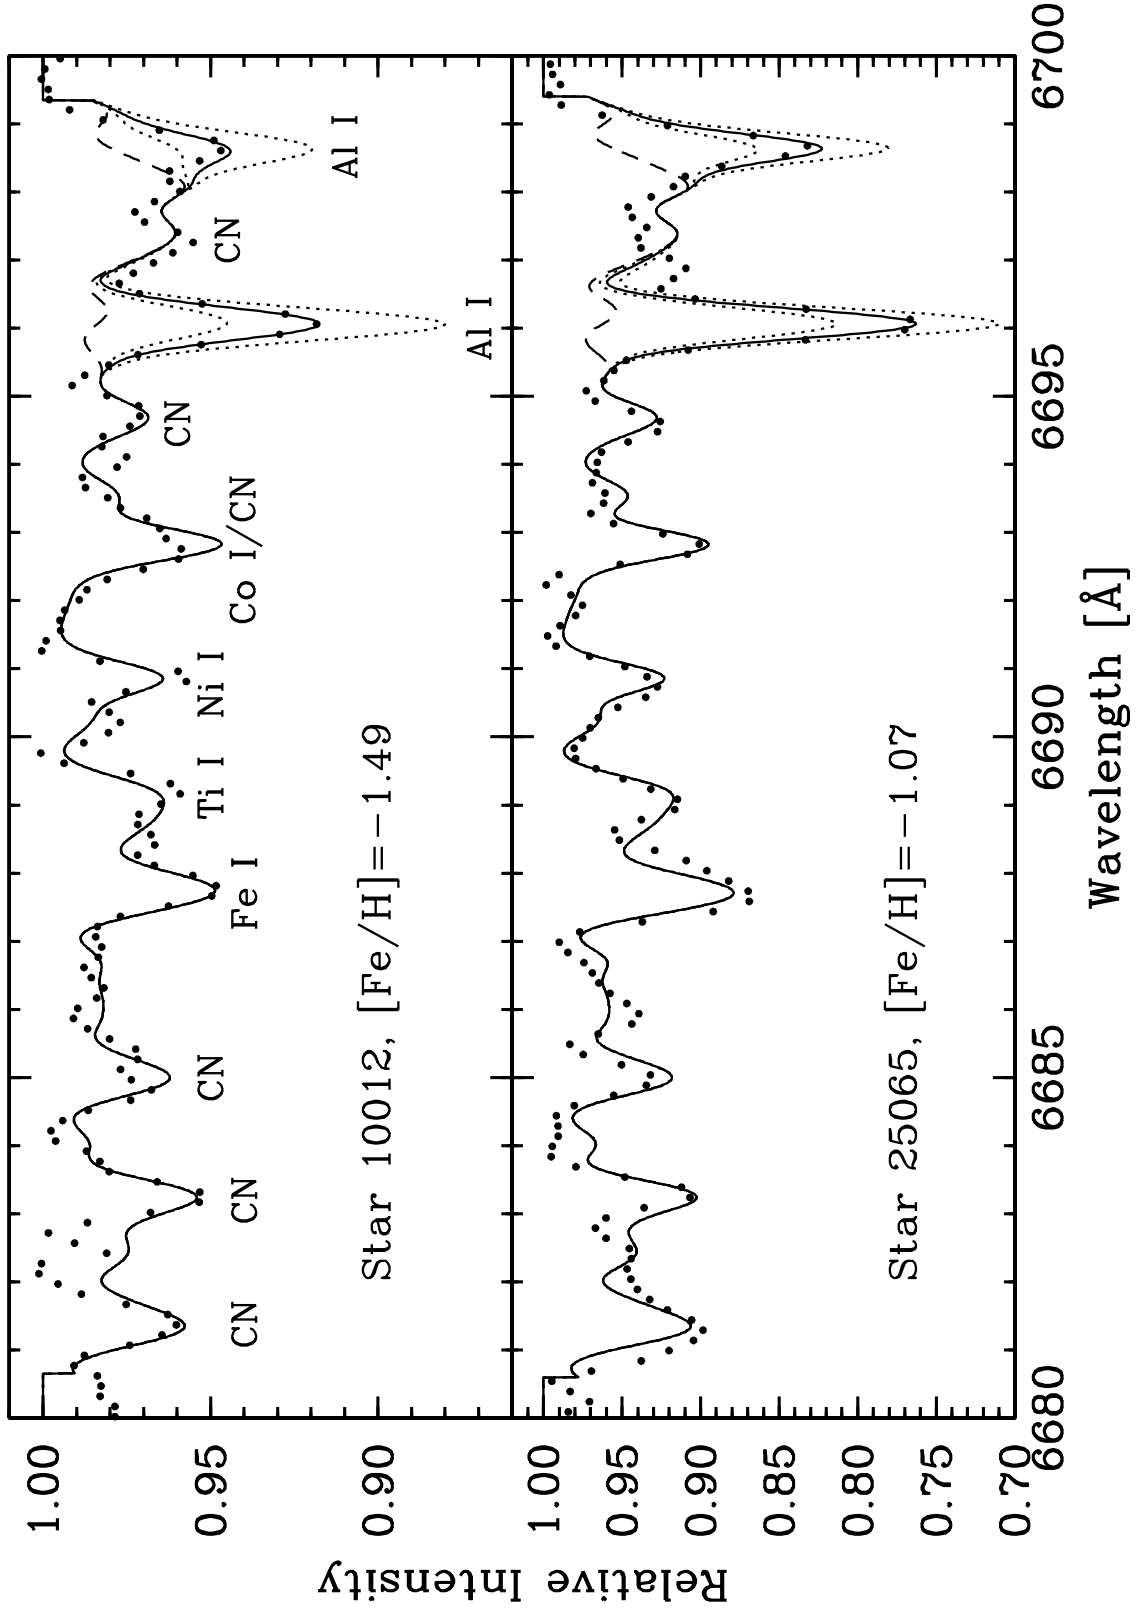 Relative Intensity
1.00
0.95
0.90
CN
CN
CN
Fe I
Ti I
Ni I
Co I/CN
CN
Al I
CN
Al I
Star 10012, [Fe/H]=−1.49
1.00
0.95
0.90
0.85
0.80
0.75
0.70
Star 25065, [Fe/H]=−1.07
6680
6685
6690
6695
6700
Wavelength [Å]